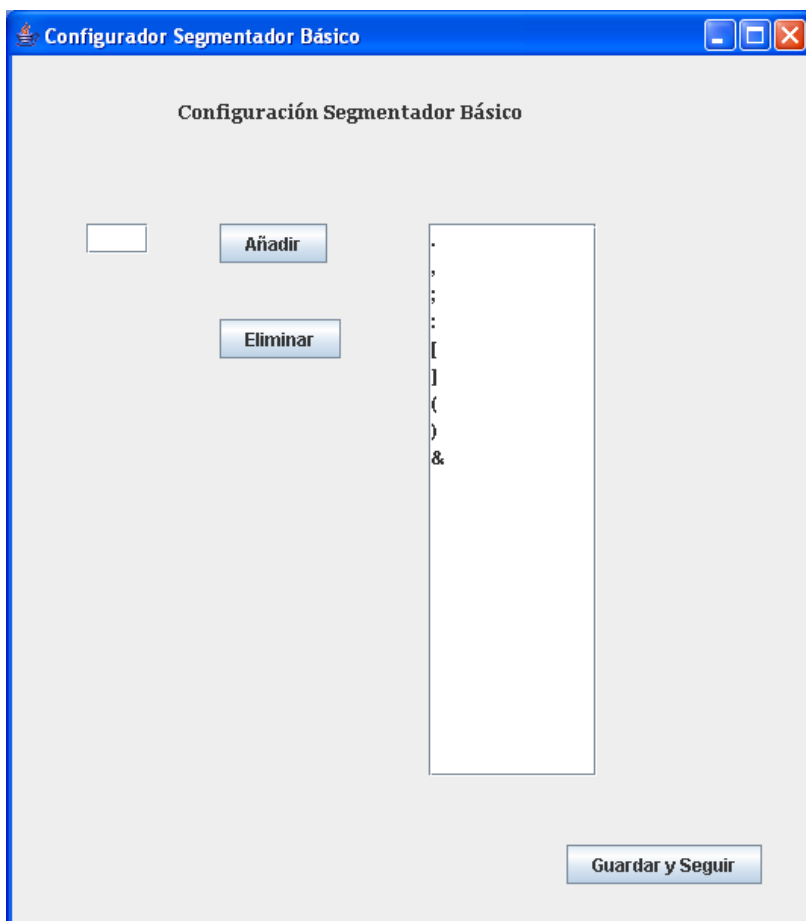 Configurador Segmentador Básico
Configuración Segmentador Básico
Añadir
Eliminar
.
,
;
:
[
]
(
)
&
Guardar y Seguir